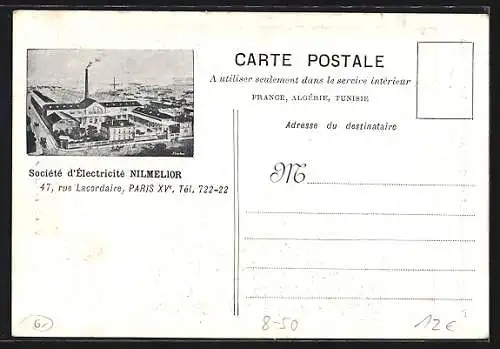 CARTE POSTALE
A utiliser seulement dans le service intérieur
FRANCE, ALGÉRIE, TUNISIE
Adresse du destinataire
M
Société d'Électricité NILMELIOR
47, rue Lacordaire, PARIS XVe. Tél. 722-22
8-50
12€